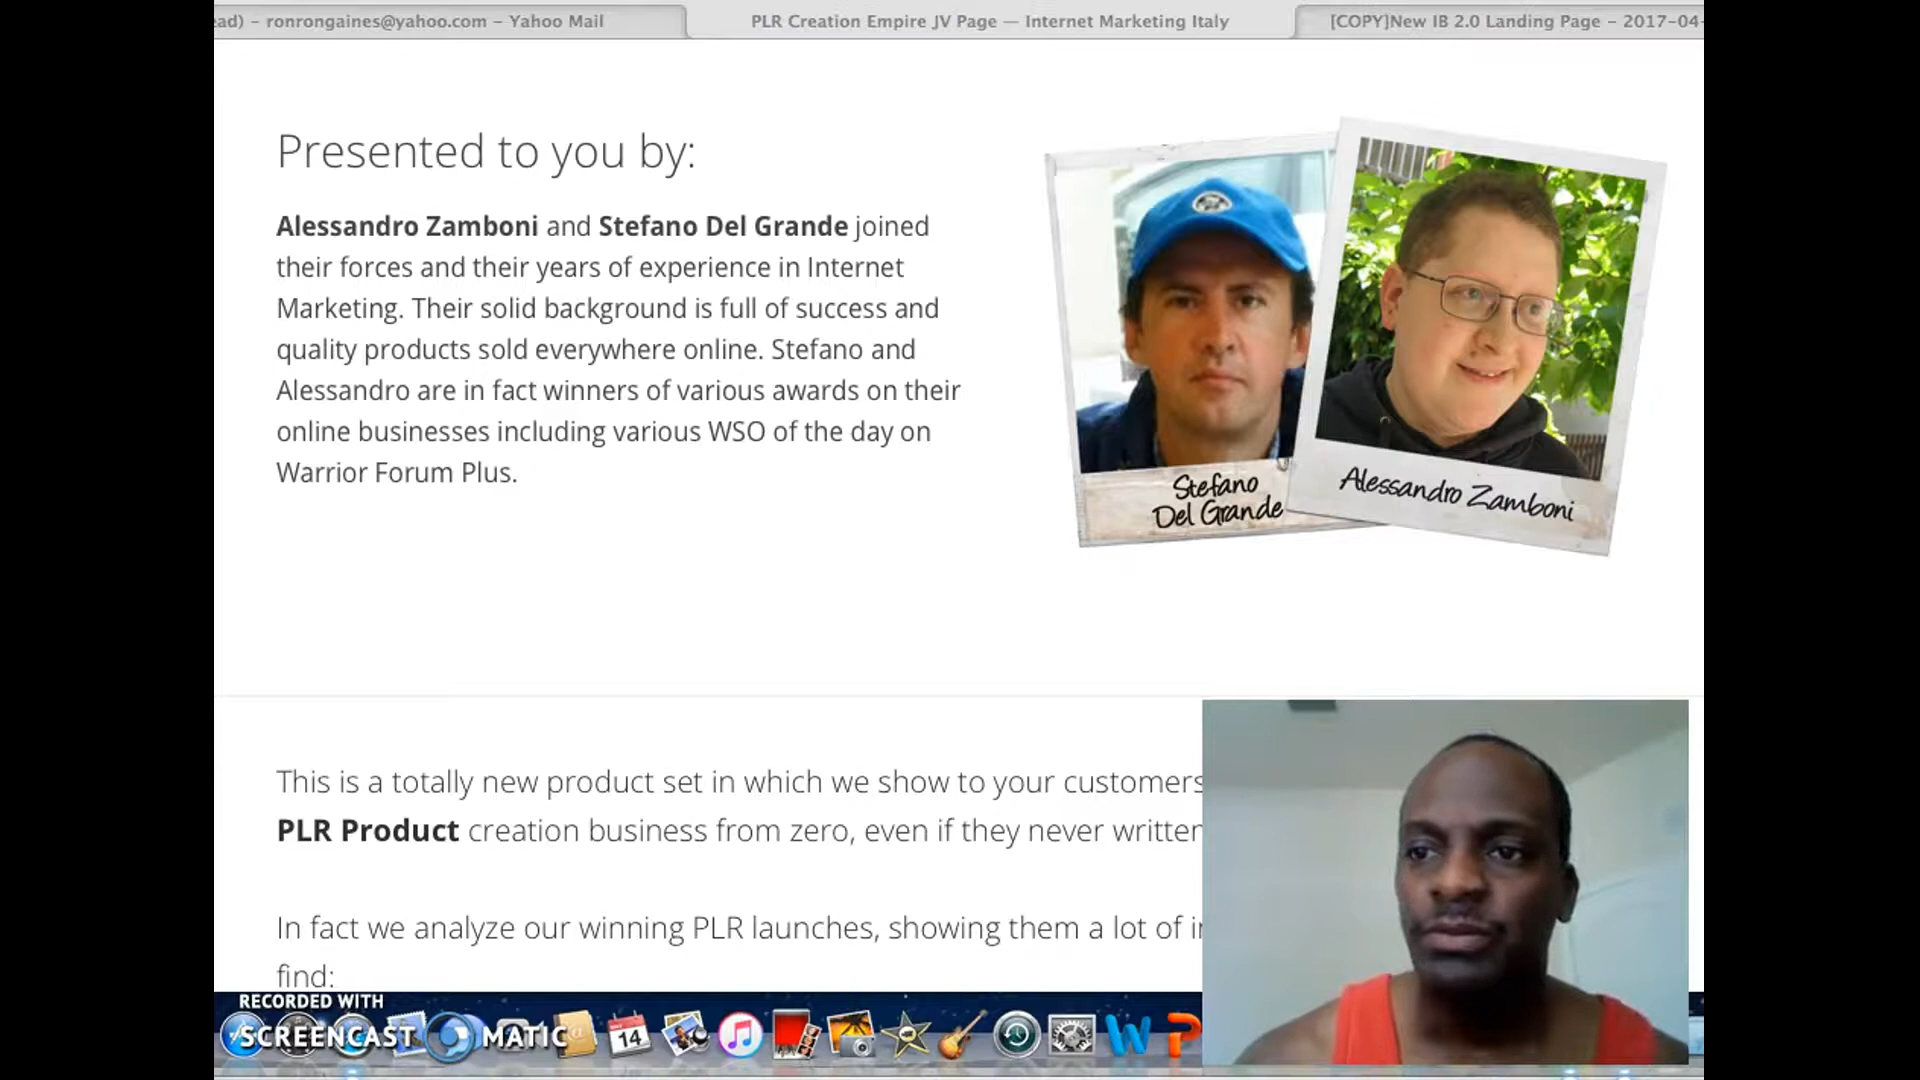 ead) – ronrongaines@yahoo.com – Yahoo Mail
PLR Creation Empire JV Page — Internet Marketing Italy
[COPY]New IB 2.0 Landing Page – 2017-04-
Presented to you by:
Alessandro Zamboni and Stefano Del Grande joined
their forces and their years of experience in Internet
Marketing. Their solid background is full of success and
quality products sold everywhere online. Stefano and
Alessandro are in fact winners of various awards on their
online businesses including various WSO of the day on
Warrior Forum Plus.
Stefano
Del Grande
Alessandro Zamboni
This is a totally new product set in which we show to your customers
PLR Product creation business from zero, even if they never written
In fact we analyze our winning PLR launches, showing them a lot of
find:
RECORDED WITH
SCREENCAST MATIC
14